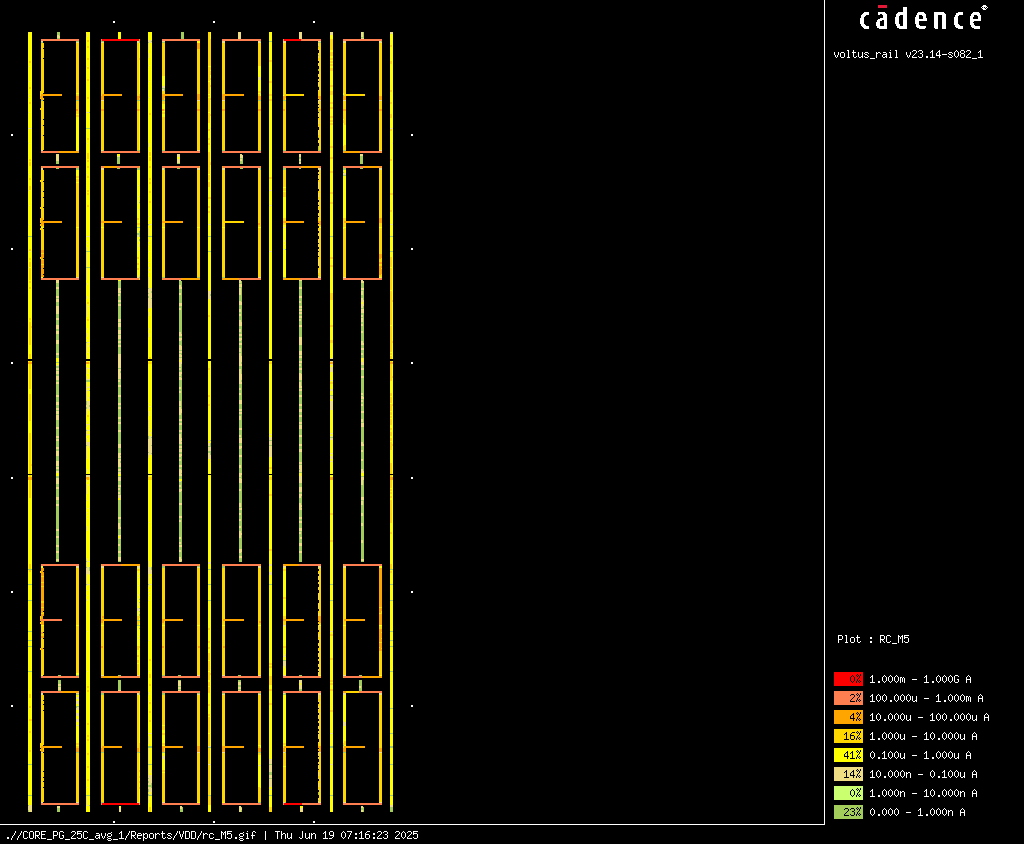 cādence®
voltus_rail v23.14-s082_1
Plot : RC_M5
0% 1.000m - 1.000G A
2% 100.000u - 1.000m A
4% 10.000u - 100.000u A
16% 1.000u - 10.000u A
41% 0.100u - 1.000u A
14% 10.000n - 0.100u A
0% 1.000n - 10.000n A
23% 0.000 - 1.000n A
.//CORE_PG_25C_avg_1/Reports/VDD/rc_M5.gif | Thu Jun 19 07:16:23 2025